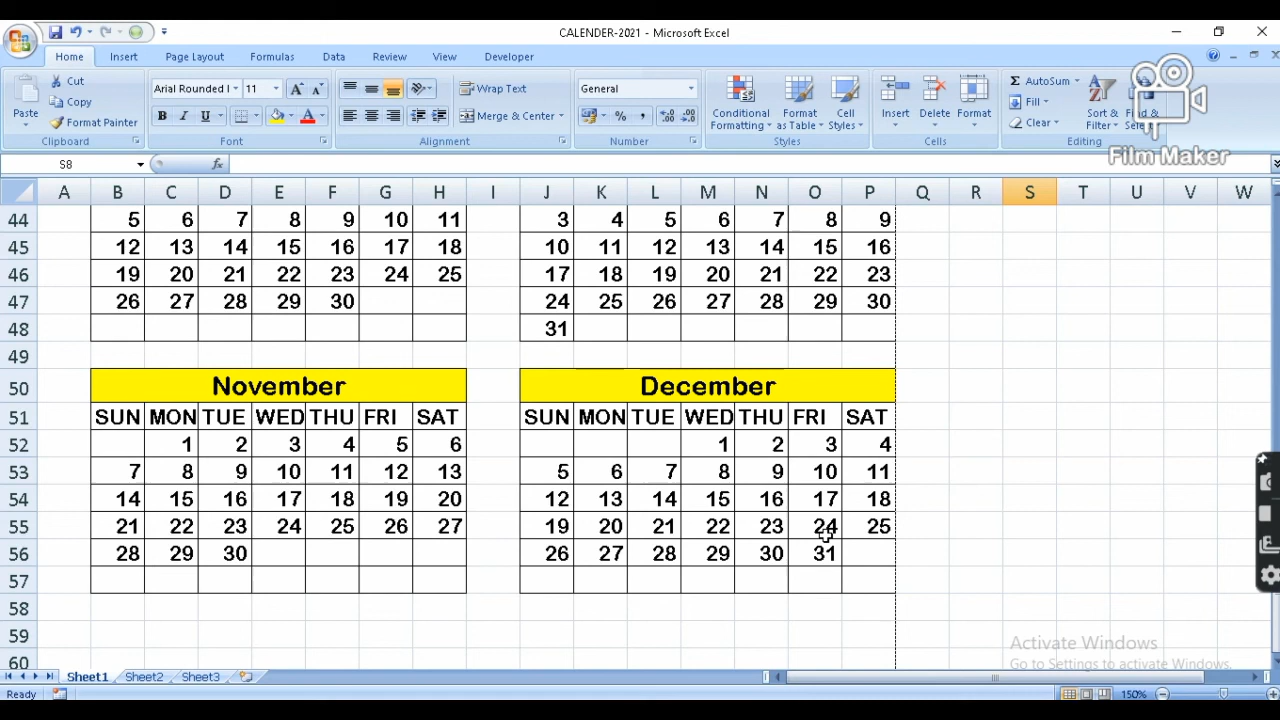 CALENDER-2021 - Microsoft Excel
Home Insert Page Layout Formulas Data Review View Developer
Paste Cut Copy Format Painter Clipboard
Arial Rounded 11 A A B I U A Font
Wrap Text Merge & Center Alignment
General % , Number
Conditional Formatting Format as Table Cell Styles Styles
Insert Delete Format Cells
Σ AutoSum Fill Clear Sort & Filter Find & Editing
Film Maker
S8 fx
A B C D E F G H I J K L M N O P Q R S T U V W
44 5 6 7 8 9 10 11 3 4 5 6 7 8 9
45 12 13 14 15 16 17 18 10 11 12 13 14 15 16
46 19 20 21 22 23 24 25 17 18 19 20 21 22 23
47 26 27 28 29 30 24 25 26 27 28 29 30
48 31
49
50 November December
51 SUN MON TUE WED THU FRI SAT SUN MON TUE WED THU FRI SAT
52 1 2 3 4 5 6 1 2 3 4
53 7 8 9 10 11 12 13 5 6 7 8 9 10 11
54 14 15 16 17 18 19 20 12 13 14 15 16 17 18
55 21 22 23 24 25 26 27 19 20 21 22 23 24 25
56 28 29 30 26 27 28 29 30 31
57
58
59
60
Activate Windows
Go to Settings to activate Windows.
Sheet1 Sheet2 Sheet3
Ready 150%